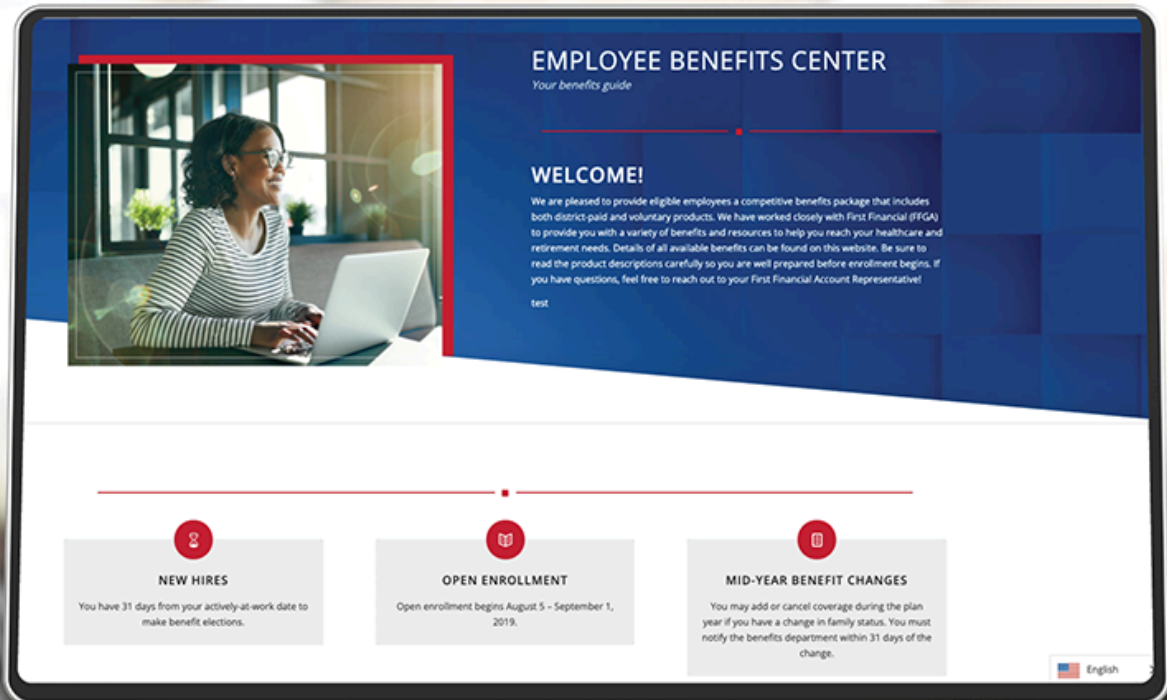 EMPLOYEE BENEFITS CENTER
Your benefits guide
WELCOME!
We are pleased to provide eligible employees a competitive benefits package that includes
both district-paid and voluntary products. We have worked closely with First Financial (FFGA)
to provide you with a variety of benefits and resources to help you reach your healthcare and
retirement needs. Details of all available benefits can be found on this website. Be sure to
read the product descriptions carefully so you are well prepared before enrollment begins. If
you have questions, feel free to reach out to your First Financial Account Representative!
test
NEW HIRES
You have 31 days from your actively-at-work date to
make benefit elections.
OPEN ENROLLMENT
Open enrollment begins August 5 – September 1,
2019.
MID-YEAR BENEFIT CHANGES
You may add or cancel coverage during the plan
year if you have a change in family status. You must
notify the benefits department within 31 days of the
change.
English